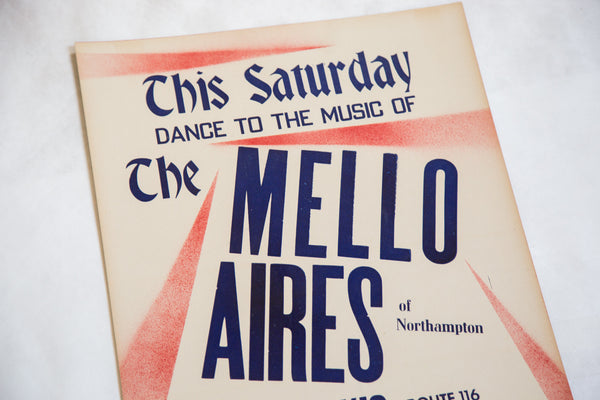 This Saturday
DANCE TO THE MUSIC OF
The MELLO
AIRES
of
Northampton
ROUTE 116